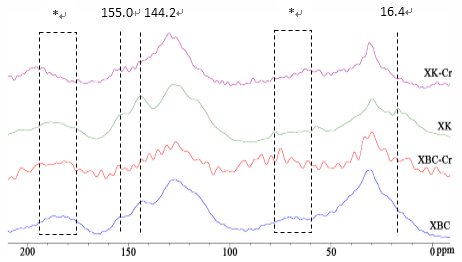 *↵ 155.0↵ 144.2↵ *↵ 16.4↵
XK-Cr
XK
XBC-Cr
XBC
200 150 100 50 0 ppm